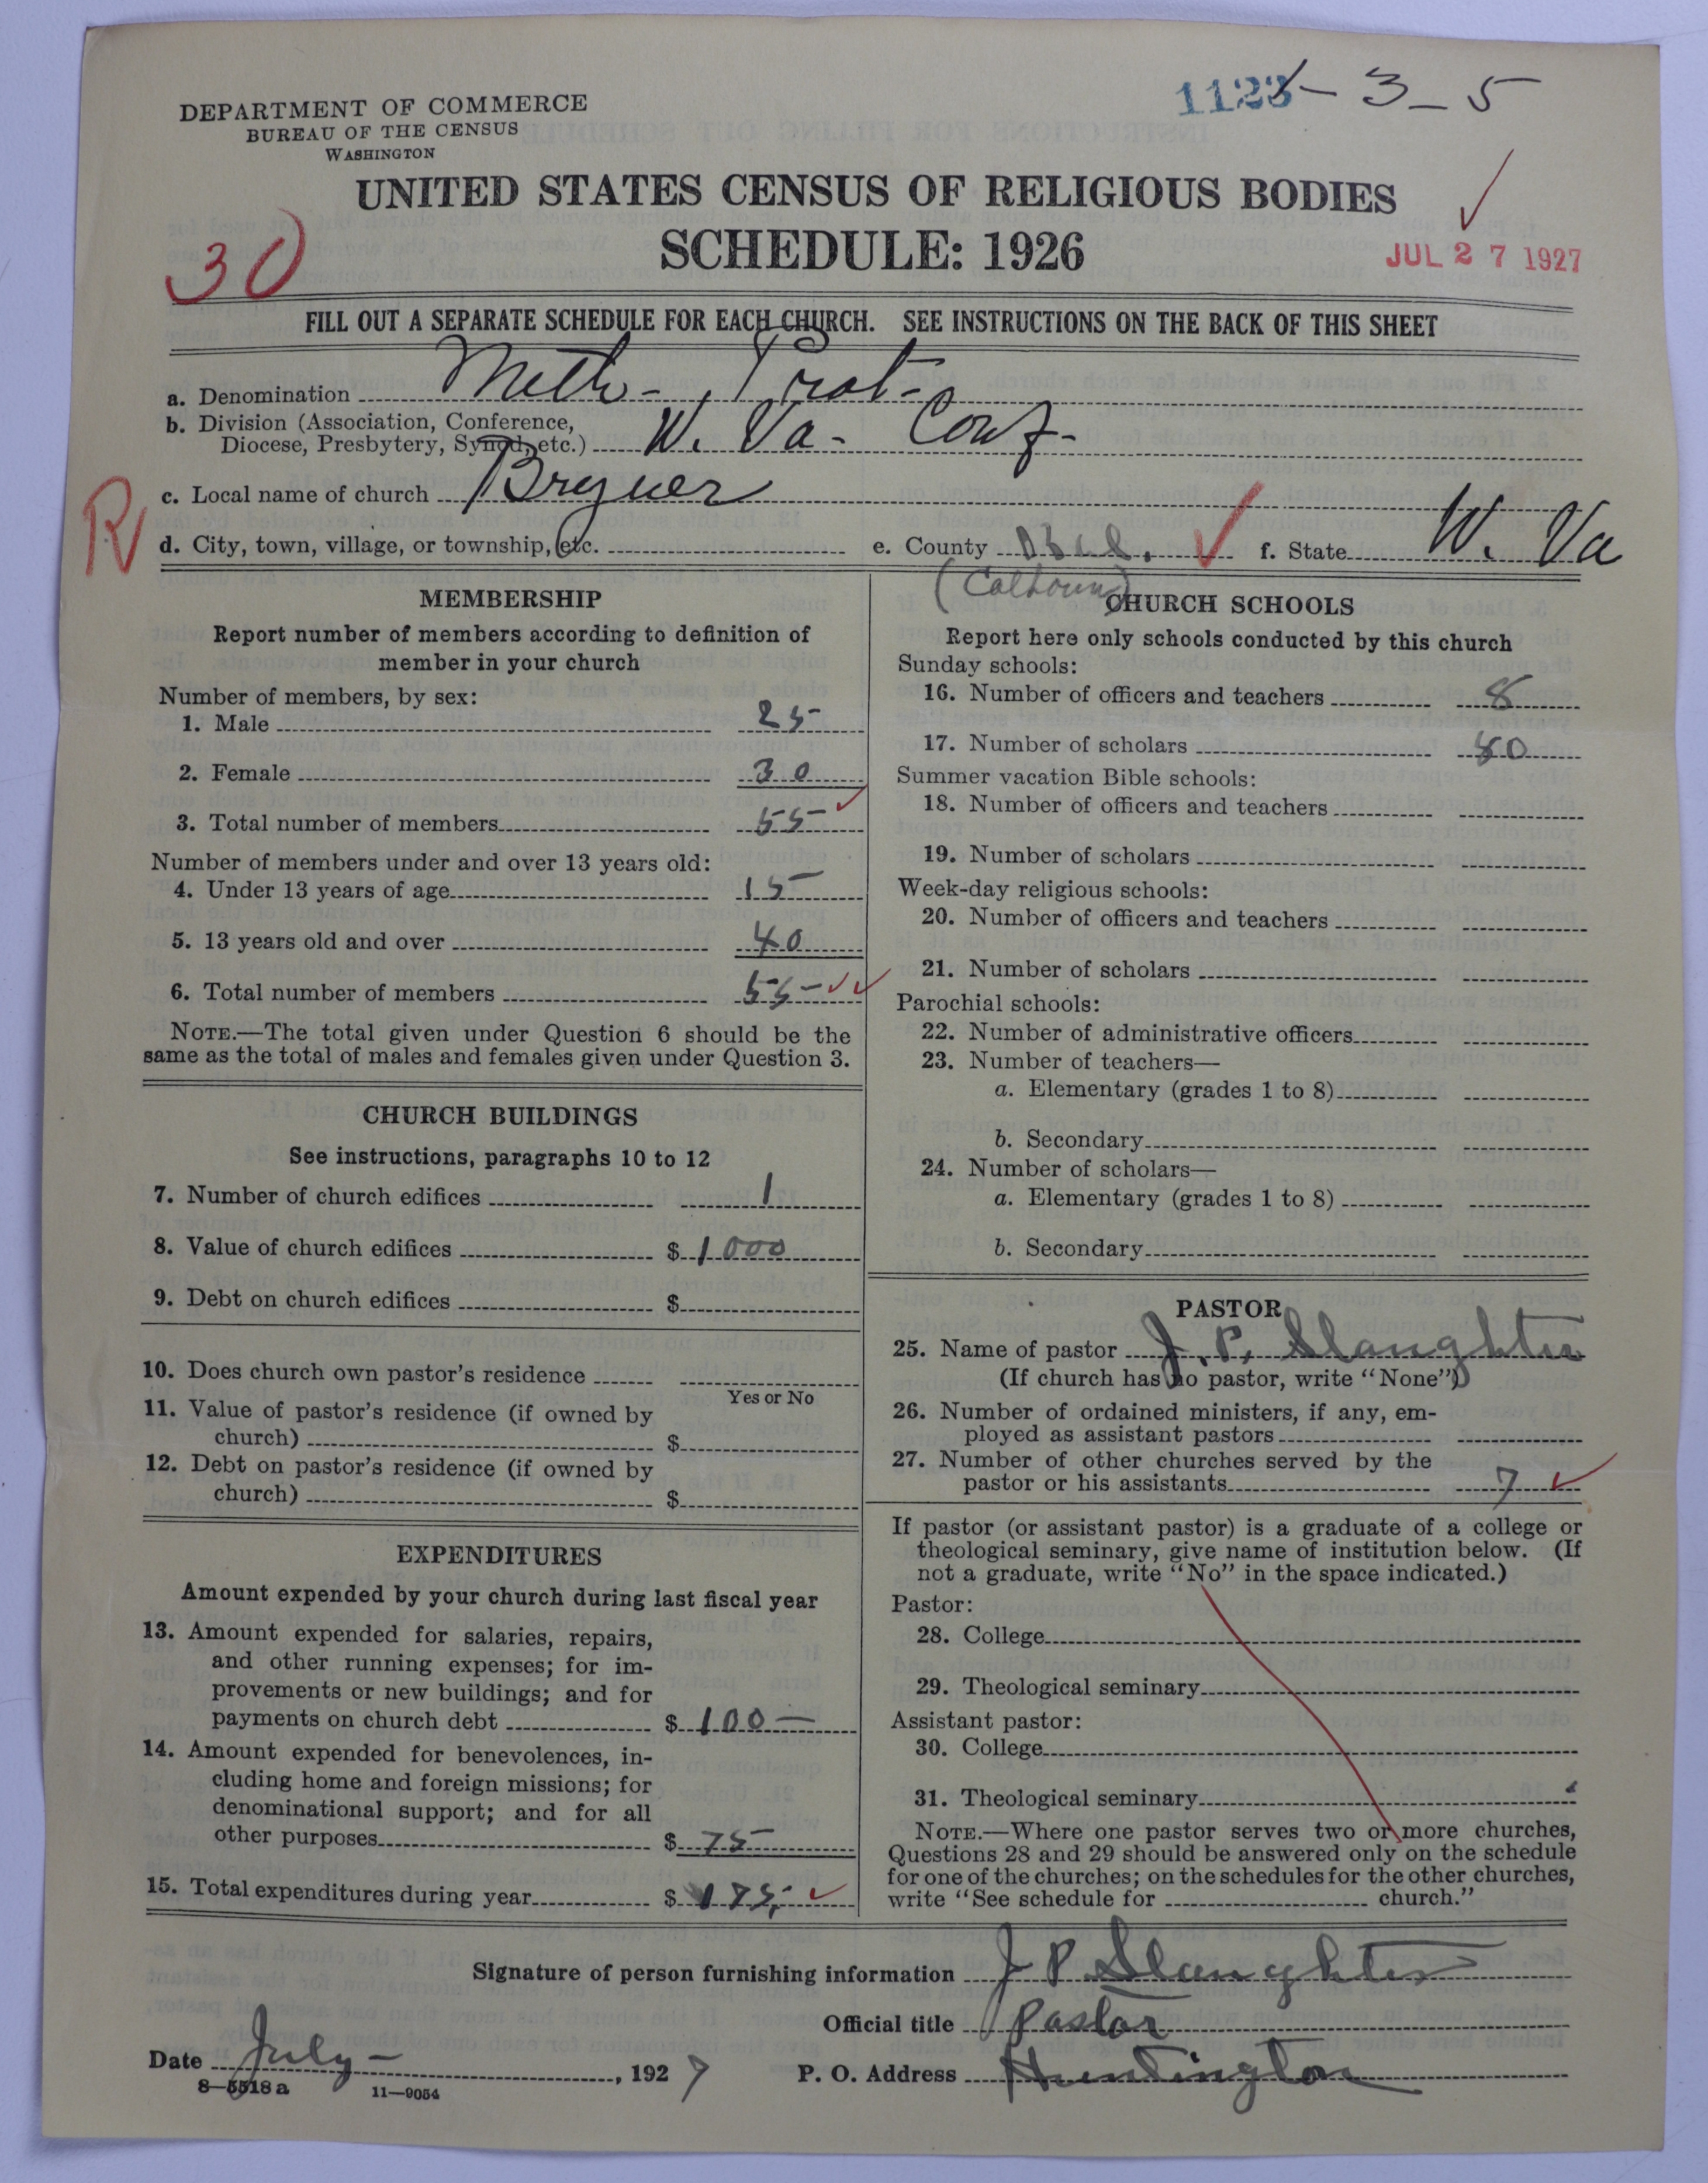 1123 - 3 - 5
DEPARTMENT OF COMMERCE
BUREAU OF THE CENSUS
WASHINGTON
UNITED STATES CENSUS OF RELIGIOUS BODIES
SCHEDULE: 1926
30
JUL 27 1927
FILL OUT A SEPARATE SCHEDULE FOR EACH CHURCH. SEE INSTRUCTIONS ON THE BACK OF THIS SHEET
a. Denomination Meth- Prot-
b. Division (Association, Conference,
Diocese, Presbytery, Synod, etc.) W. Va- Conf-
c. Local name of church
R
d. City, town, village, or township, etc. e. County f. State W. Va
(Calhoun)
MEMBERSHIP
Report number of members according to definition of
member in your church
Number of members, by sex:
1. Male 25
2. Female 30
3. Total number of members 55
Number of members under and over 13 years old:
4. Under 13 years of age 15
5. 13 years old and over 40
6. Total number of members 55
NOTE.—The total given under Question 6 should be the
same as the total of males and females given under Question 3.
CHURCH BUILDINGS
See instructions, paragraphs 10 to 12
7. Number of church edifices 1
8. Value of church edifices $ 1000
9. Debt on church edifices $
10. Does church own pastor's residence
Yes or No
11. Value of pastor's residence (if owned by
church) $
12. Debt on pastor's residence (if owned by
church) $
EXPENDITURES
Amount expended by your church during last fiscal year
13. Amount expended for salaries, repairs,
and other running expenses; for im-
provements or new buildings; and for
payments on church debt $ 100—
14. Amount expended for benevolences, in-
cluding home and foreign missions; for
denominational support; and for all
other purposes $ 75
15. Total expenditures during year $ 175,-
CHURCH SCHOOLS
Report here only schools conducted by this church
Sunday schools:
16. Number of officers and teachers 8
17. Number of scholars
Summer vacation Bible schools:
18. Number of officers and teachers
19. Number of scholars
Week-day religious schools:
20. Number of officers and teachers
21. Number of scholars
Parochial schools:
22. Number of administrative officers
23. Number of teachers—
a. Elementary (grades 1 to 8)
b. Secondary
24. Number of scholars—
a. Elementary (grades 1 to 8)
b. Secondary
PASTOR
25. Name of pastor J. P. Slaughter
(If church has no pastor, write "None")
26. Number of ordained ministers, if any, em-
ployed as assistant pastors
27. Number of other churches served by the
pastor or his assistants 7
If pastor (or assistant pastor) is a graduate of a college or
theological seminary, give name of institution below. (If
not a graduate, write "No" in the space indicated.)
Pastor:
28. College
29. Theological seminary
Assistant pastor:
30. College
31. Theological seminary
NOTE.—Where one pastor serves two or more churches,
Questions 28 and 29 should be answered only on the schedule
for one of the churches; on the schedules for the other churches,
write "See schedule for church."
Signature of person furnishing information J P Slaughter
Official title Pastor
Date July- , 1927 P. O. Address Huntington
8-5518 a 11-9054